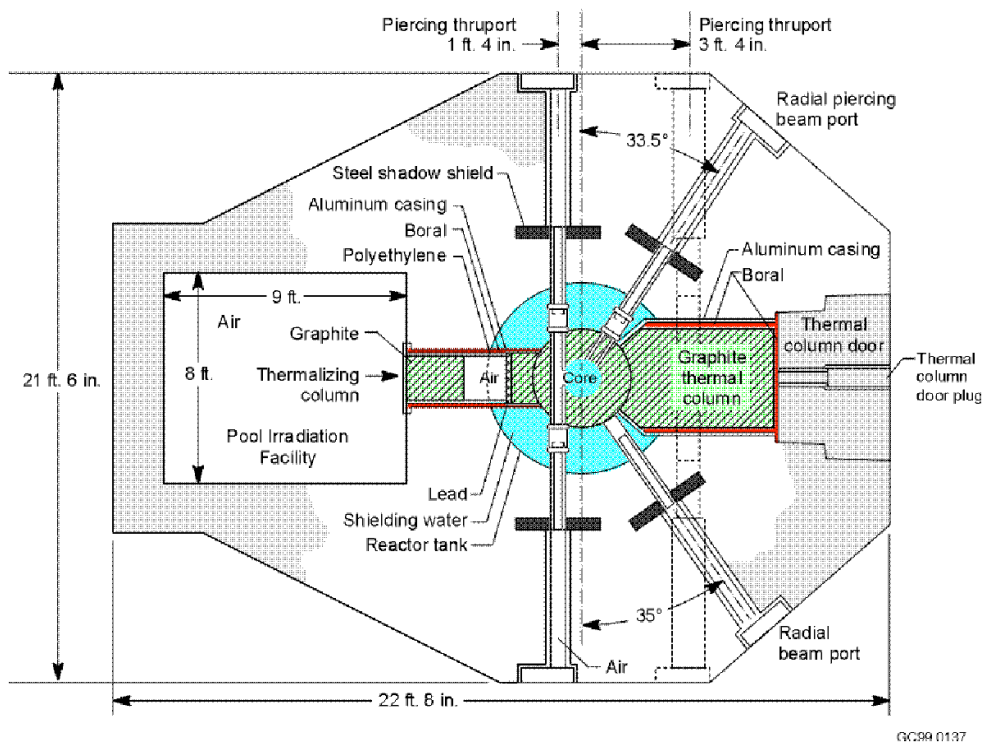 Piercing thruport
1 ft. 4 in.
Piercing thruport
3 ft. 4 in.
Radial piercing
beam port
33.5°
Steel shadow shield
Aluminum casing
Boral
Polyethylene
Aluminum casing
Boral
9 ft.
Air
Graphite
8 ft.
Thermalizing
column
Air
Core
Graphite
thermal
column
Thermal
column door
Thermal
column
door plug
21 ft. 6 in.
Pool Irradiation
Facility
Lead
Shielding water
Reactor tank
35°
Radial
beam port
Air
22 ft. 8 in.
GC99 0137